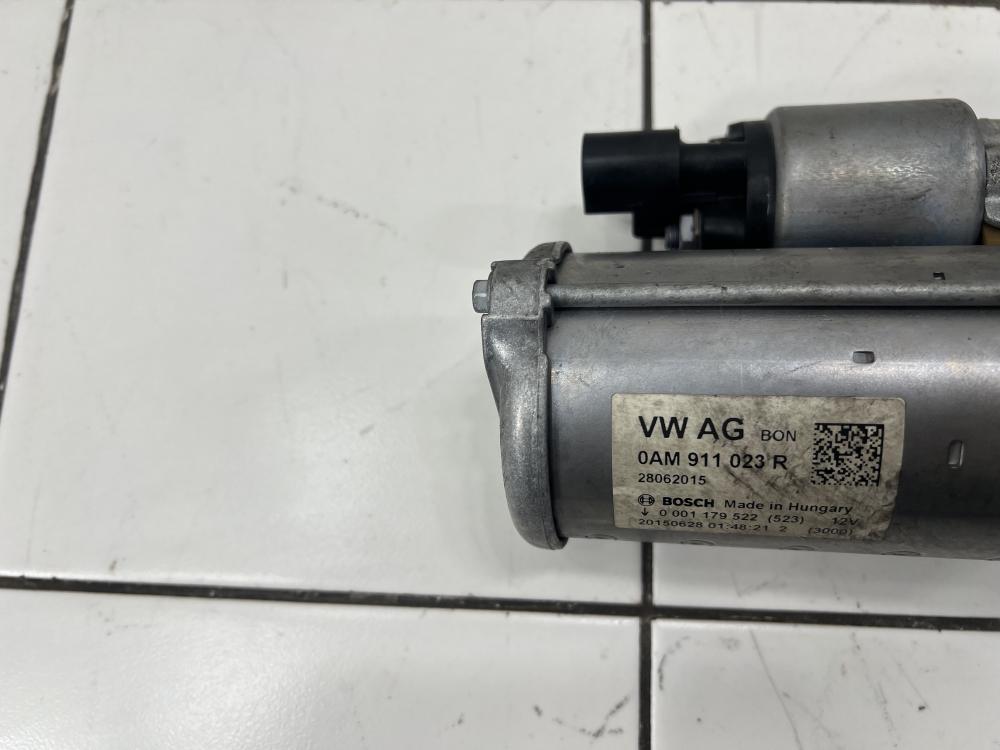 VW AG BON
0AM 911 023 R
28062015
BOSCH Made in Hungary
↓ 0 001 179 522 (523) 12V
20150628 01:48:21 2 (3000)